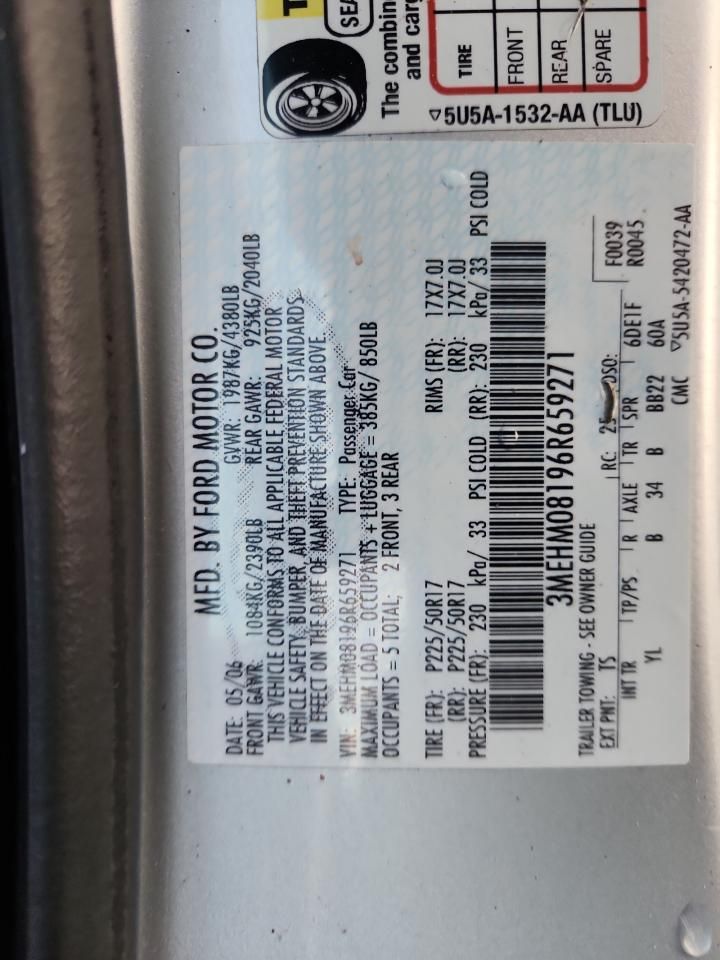 SEA
The combin
and carg
TIRE
FRONT
REAR
SPARE
5U5A-1532-AA (TLU)
MFD. BY FORD MOTOR CO.
DATE: 05/06 GVWR: 1987KG/4380LB
FRONT GAWR: 1084KG/2390LB REAR GAWR: 925KG/2040LB
THIS VEHICLE CONFORMS TO ALL APPLICABLE FEDERAL MOTOR
VEHICLE SAFETY, BUMPER, AND THEFT PREVENTION STANDARDS
IN EFFECT ON THE DATE OF MANUFACTURE SHOWN ABOVE.
VIN: 3MEHM08196R659271 TYPE: Passenger Car
MAXIMUM LOAD = OCCUPANTS + LUGGAGE = 385KG/ 850LB
OCCUPANTS = 5 TOTAL; 2 FRONT, 3 REAR
TIRE (FR): P225/50R17 RIMS (FR): 17X7.0J
(RR): P225/50R17 (RR): 17X7.0J
PRESSURE (FR): 230 kPa/ 33 PSI COLD (RR): 230 kPa/ 33 PSI COLD
3MEHM08196R659271
TRAILER TOWING - SEE OWNER GUIDE F0039
EXT PNT: TS RC: 25 DSO: R0045
INT TR TP/PS R AXLE TR SPR 6DE1F
YL B 34 B BB22 60A
CMC 5U5A-5420472-AA